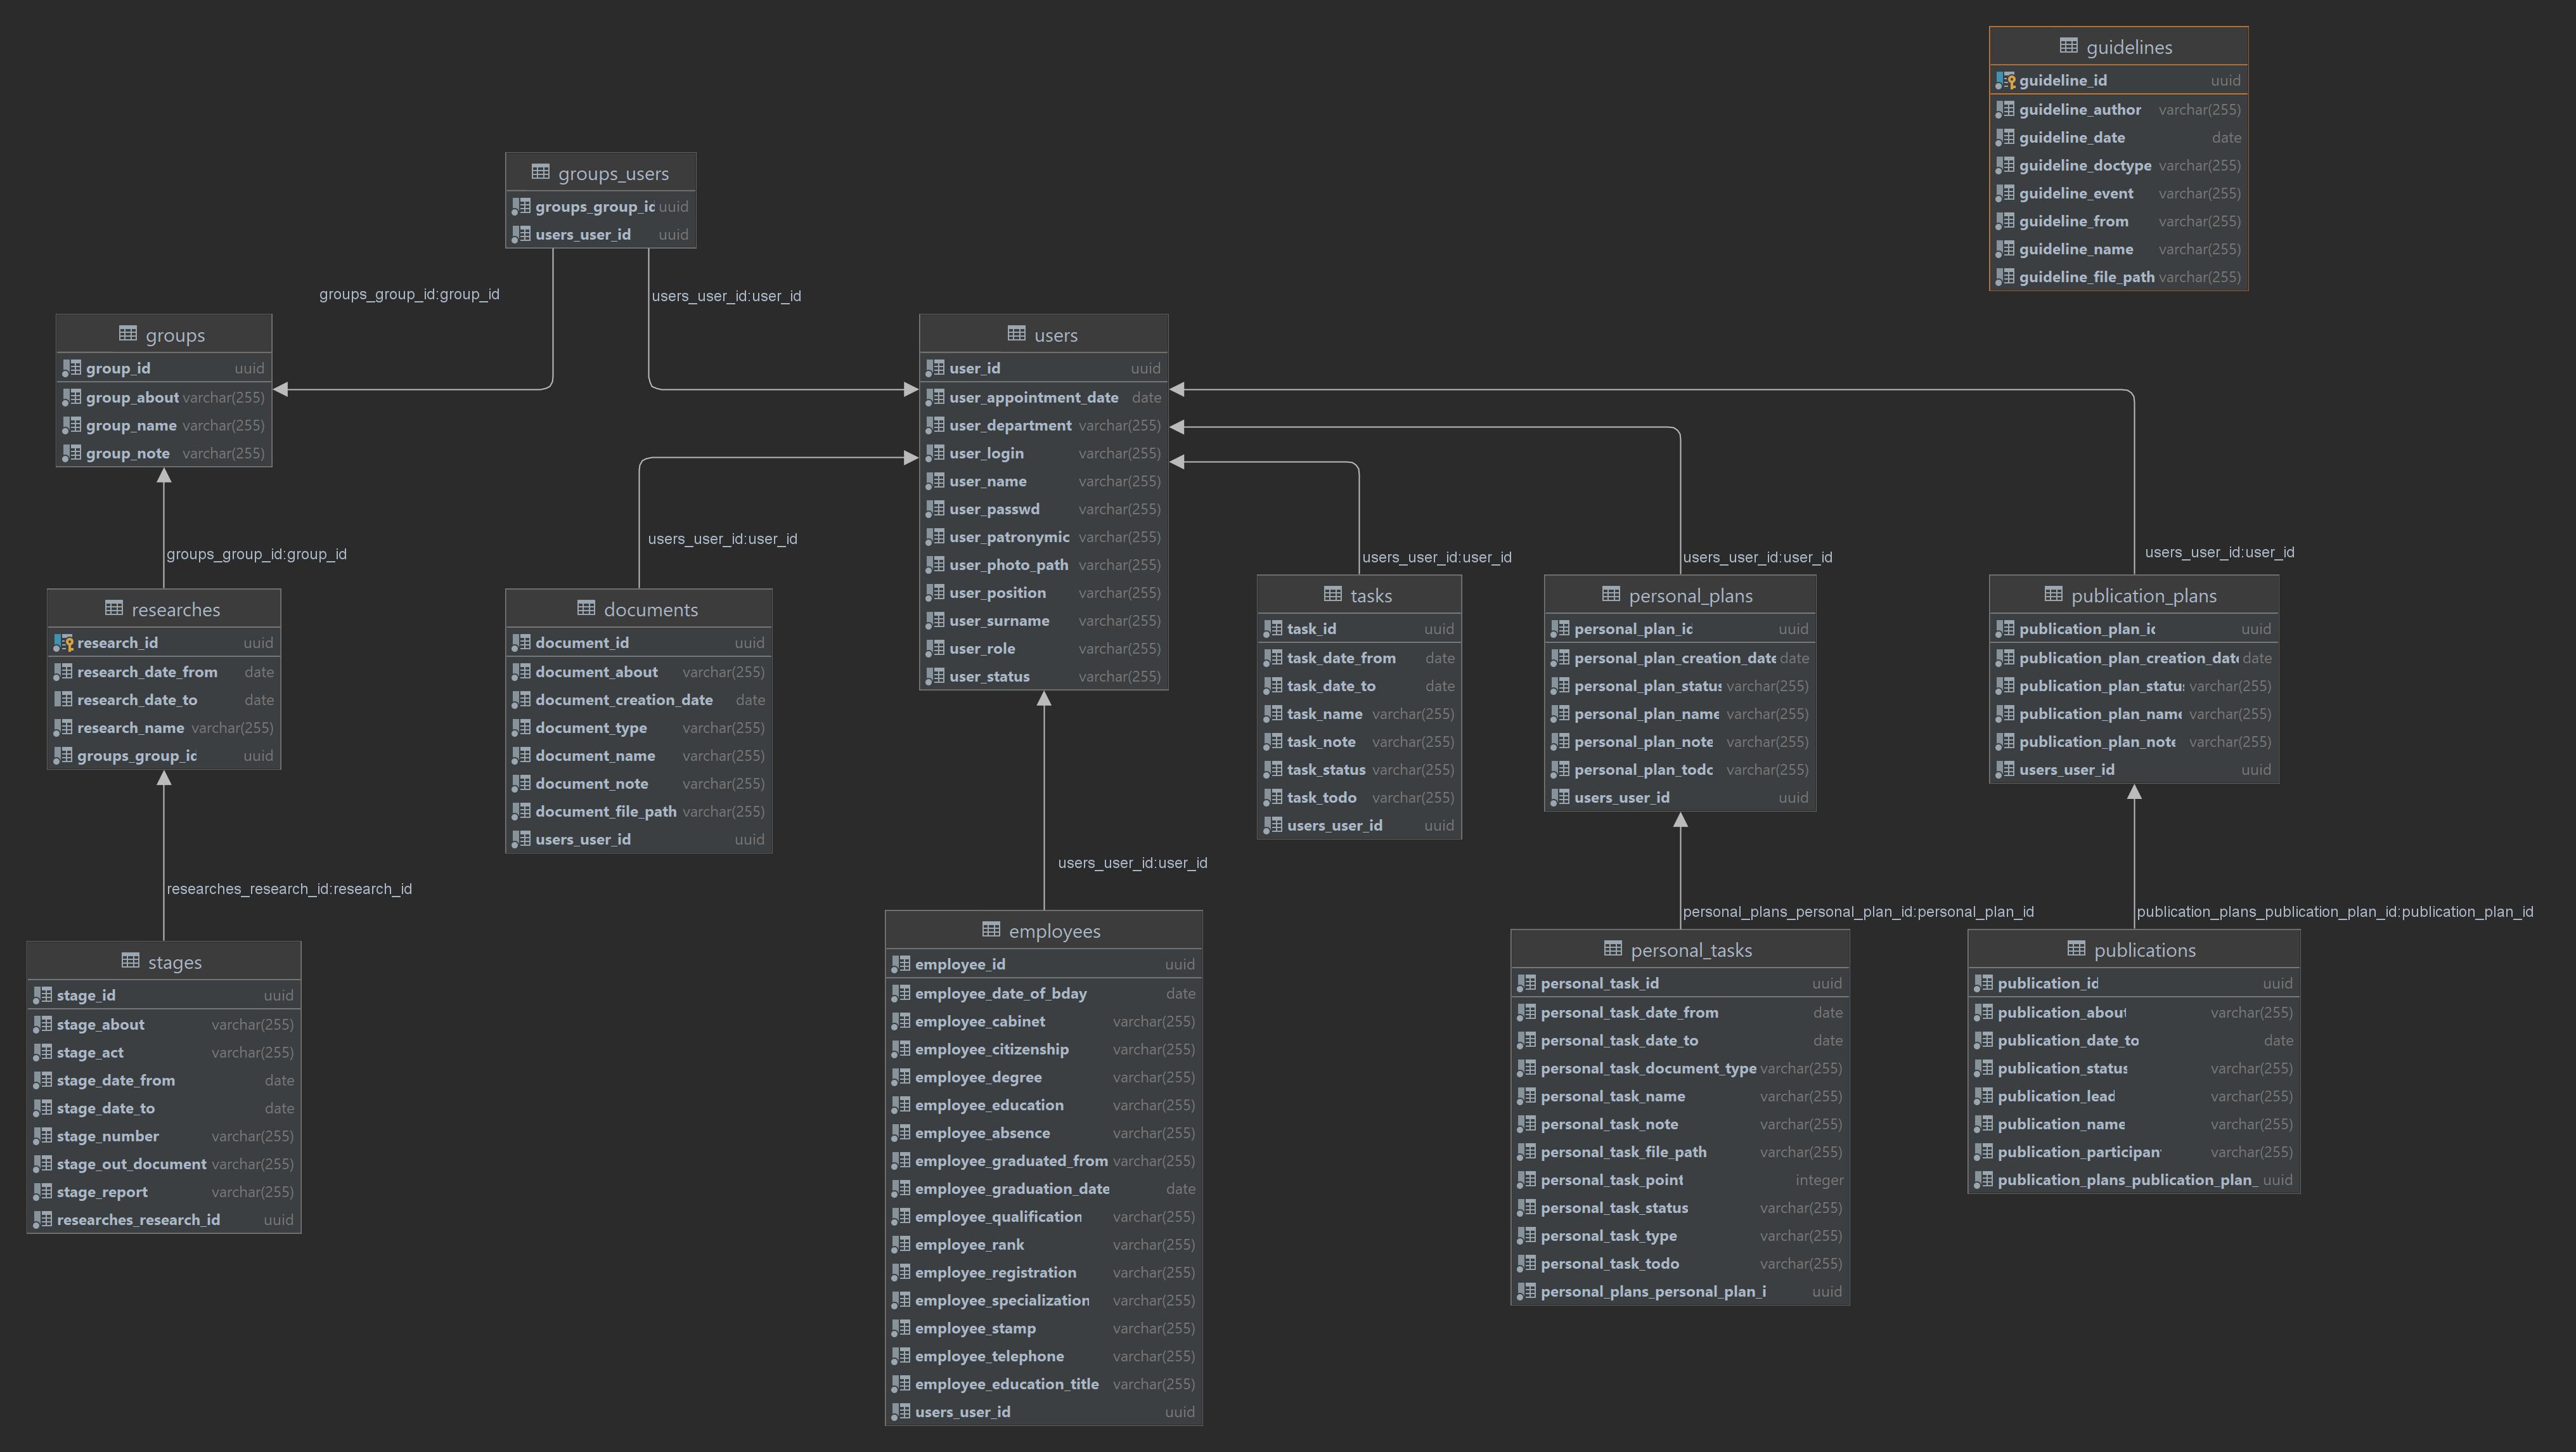 guidelines
guideline_id uuid
guideline_author varchar(255)
guideline_date date
guideline_doctype varchar(255)
guideline_event varchar(255)
guideline_from varchar(255)
guideline_name varchar(255)
guideline_file_path varchar(255)
groups_users
groups_group_ic uuid
users_user_id uuid
groups_group_id:group_id
users_user_id:user_id
groups
group_id uuid
group_about varchar(255)
group_name varchar(255)
group_note varchar(255)
users
user_id uuid
user_appointment_date date
user_department varchar(255)
user_login varchar(255)
user_name varchar(255)
user_passwd varchar(255)
user_patronymic varchar(255)
user_photo_path varchar(255)
user_position varchar(255)
user_surname varchar(255)
user_role varchar(255)
user_status varchar(255)
groups_group_id:group_id
users_user_id:user_id
users_user_id:user_id
users_user_id:user_id
users_user_id:user_id
researches
research_id uuid
research_date_from date
research_date_to date
research_name varchar(255)
groups_group_ic uuid
documents
document_id uuid
document_about varchar(255)
document_creation_date date
document_type varchar(255)
document_name varchar(255)
document_note varchar(255)
document_file_path varchar(255)
users_user_id uuid
tasks
task_id uuid
task_date_from date
task_date_to date
task_name varchar(255)
task_note varchar(255)
task_status varchar(255)
task_todo varchar(255)
users_user_id uuid
personal_plans
personal_plan_ic uuid
personal_plan_creation_date date
personal_plan_status varchar(255)
personal_plan_name varchar(255)
personal_plan_note varchar(255)
personal_plan_todc varchar(255)
users_user_id uuid
publication_plans
publication_plan_ic uuid
publication_plan_creation_date date
publication_plan_statu varchar(255)
publication_plan_name varchar(255)
publication_plan_note varchar(255)
users_user_id uuid
researches_research_id:research_id
users_user_id:user_id
personal_plans_personal_plan_id:personal_plan_id
publication_plans_publication_plan_id:publication_plan_id
stages
stage_id uuid
stage_about varchar(255)
stage_act varchar(255)
stage_date_from date
stage_date_to date
stage_number varchar(255)
stage_out_document varchar(255)
stage_report varchar(255)
researches_research_id uuid
employees
employee_id uuid
employee_date_of_bday date
employee_cabinet varchar(255)
employee_citizenship varchar(255)
employee_degree varchar(255)
employee_education varchar(255)
employee_absence varchar(255)
employee_graduated_from varchar(255)
employee_graduation_date date
employee_qualification varchar(255)
employee_rank varchar(255)
employee_registration varchar(255)
employee_specialization varchar(255)
employee_stamp varchar(255)
employee_telephone varchar(255)
employee_education_title varchar(255)
users_user_id uuid
personal_tasks
personal_task_id uuid
personal_task_date_from date
personal_task_date_to date
personal_task_document_type varchar(255)
personal_task_name varchar(255)
personal_task_note varchar(255)
personal_task_file_path varchar(255)
personal_task_point integer
personal_task_status varchar(255)
personal_task_type varchar(255)
personal_task_todo varchar(255)
personal_plans_personal_plan_i uuid
publications
publication_id uuid
publication_about varchar(255)
publication_date_to date
publication_status varchar(255)
publication_lead varchar(255)
publication_name varchar(255)
publication_participan varchar(255)
publication_plans_publication_plan_ uuid